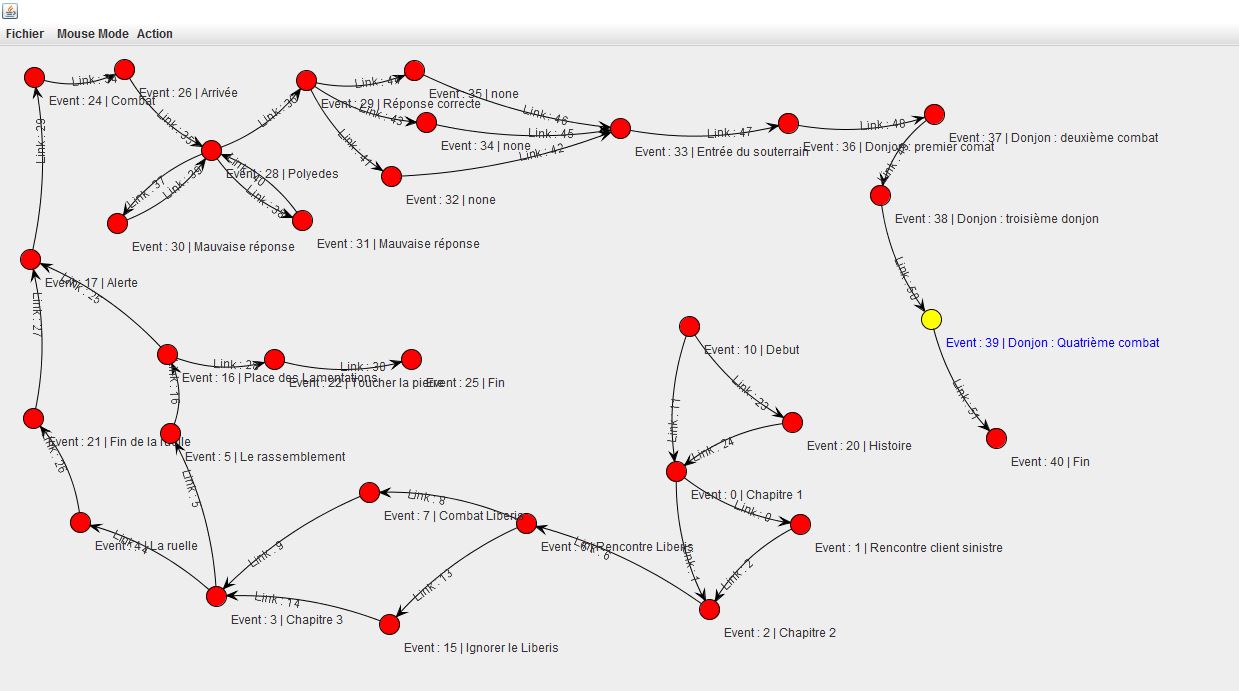 Fichier Mouse Mode Action
Event : 24 | Combat
Event : 26 | Arrivée
Event : 29 | Réponse correcte
Event : 35 | none
Link : 46
Event : 37 | Donjon : deuxième combat
Link : 29
Link : 35
Link : 43
Event : 34 | none
Link : 45
Event : 33 | Entrée du souterrain
Link : 47
Event : 36 | Donjon : premier comat
Link : 48
Link : 41
Link : 42
Event : 28 | Polyedes
Link : 37
Link : 39
Link : 40
Event : 32 | none
Event : 38 | Donjon : troisième donjon
Event : 30 | Mauvaise réponse
Event : 31 | Mauvaise réponse
Event : 17 | Alerte
Link : 25
Link : 50
Link : 27
Event : 39 | Donjon : Quatrième combat
Event : 10 | Debut
Event : 16 | Place des Lamentations
Link : 38
Event : 22 | Toucher la pierre
Event : 25 | Fin
Link : 16
Link : 11
Link : 23
Link : 51
Event : 21 | Fin de la ruelle
Event : 5 | Le rassemblement
Link : 24
Event : 20 | Histoire
Event : 40 | Fin
Link : 26
Link : 5
Event : 0 | Chapitre 1
Link : 8
Event : 7 | Combat Liberis
Link : 0
Event : 4 | La ruelle
Link : 4
Event : 6 | Rencontre Liberis
Link : 6
Event : 1 | Rencontre client sinistre
Link : 9
Link : 13
Link : 1
Link : 2
Link : 14
Event : 3 | Chapitre 3
Event : 2 | Chapitre 2
Event : 15 | Ignorer le Liberis